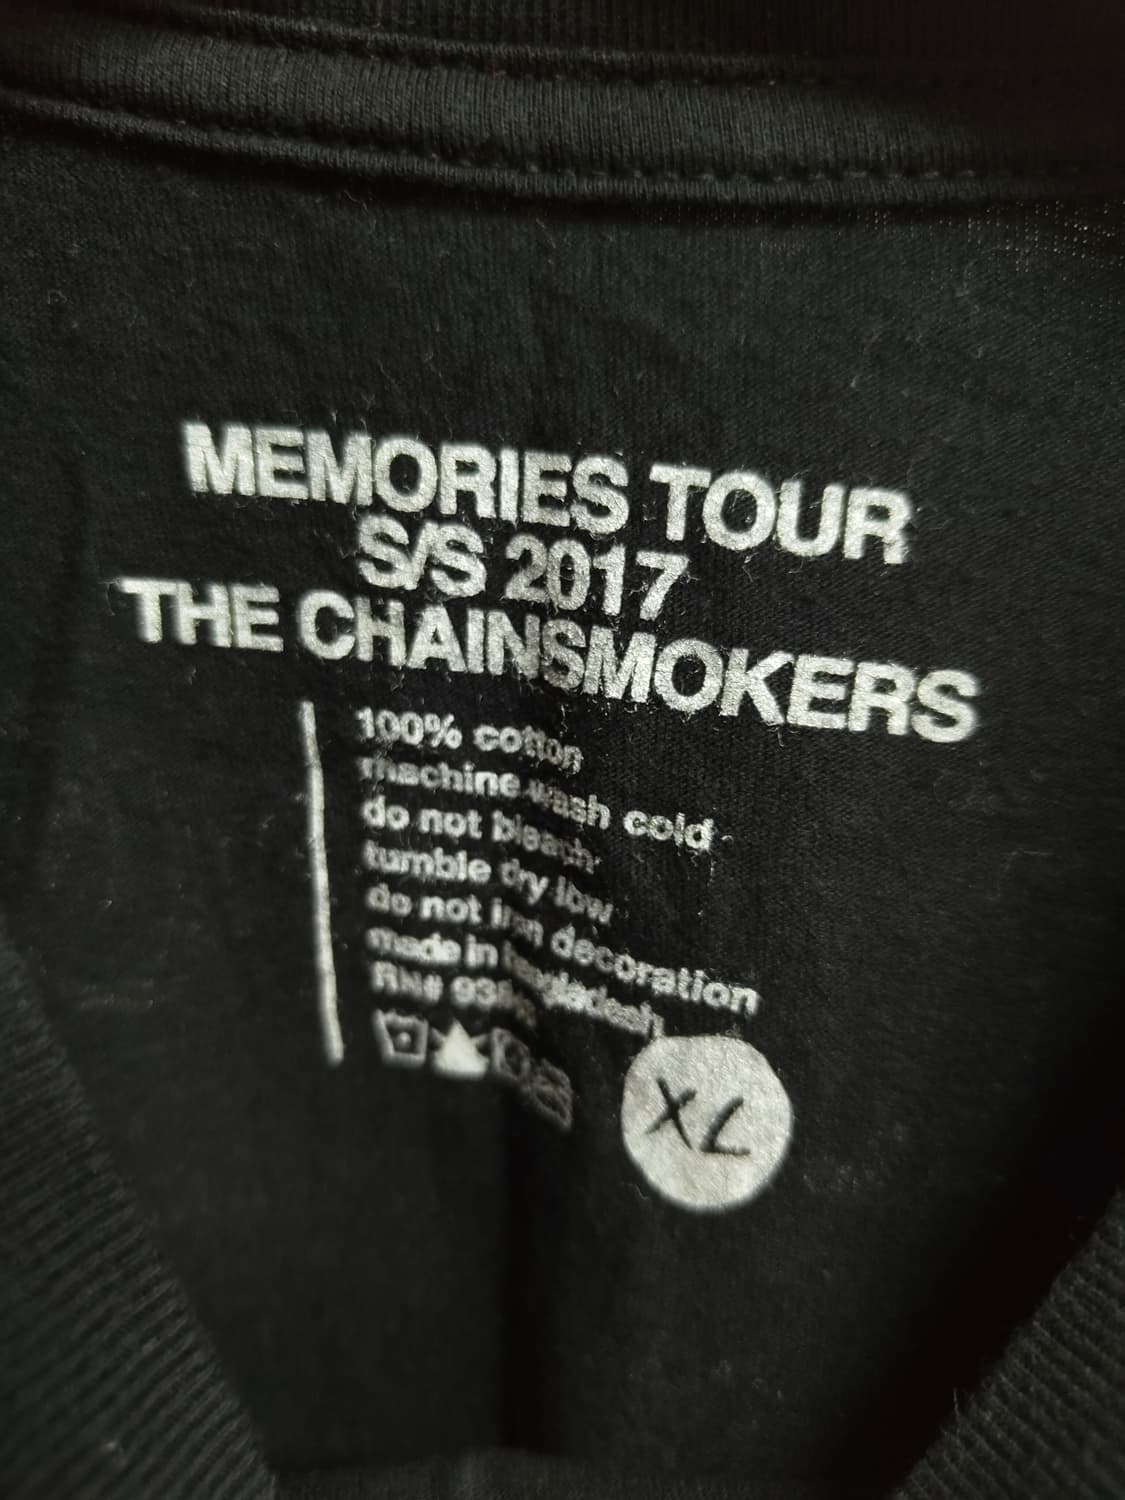 MEMORIES TOUR
S/S 2017
THE CHAINSMOKERS
100% cotton
machine wash cold
do not bleach
tumble dry low
do not iron decoration
made in bangladesh
RN#
XL